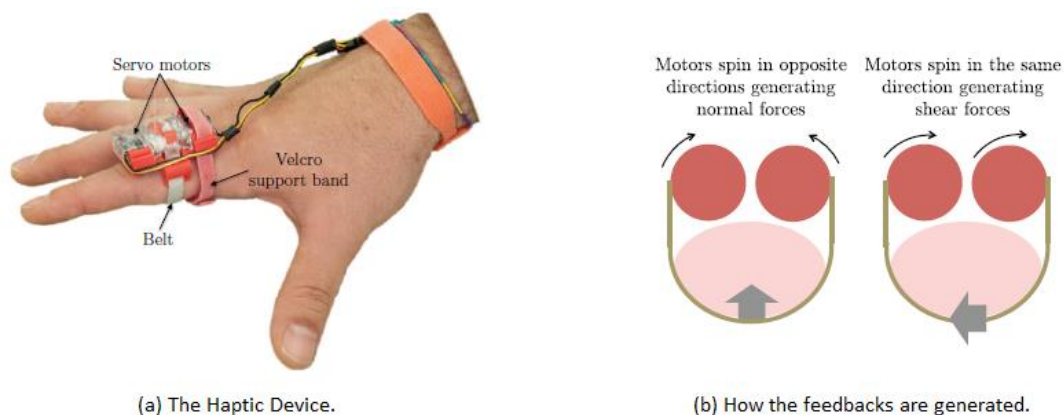 Servo motors
Velcro
support band
Belt
(a) The Haptic Device.
Motors spin in opposite
directions generating
normal forces
Motors spin in the same
direction generating
shear forces
(b) How the feedbacks are generated.